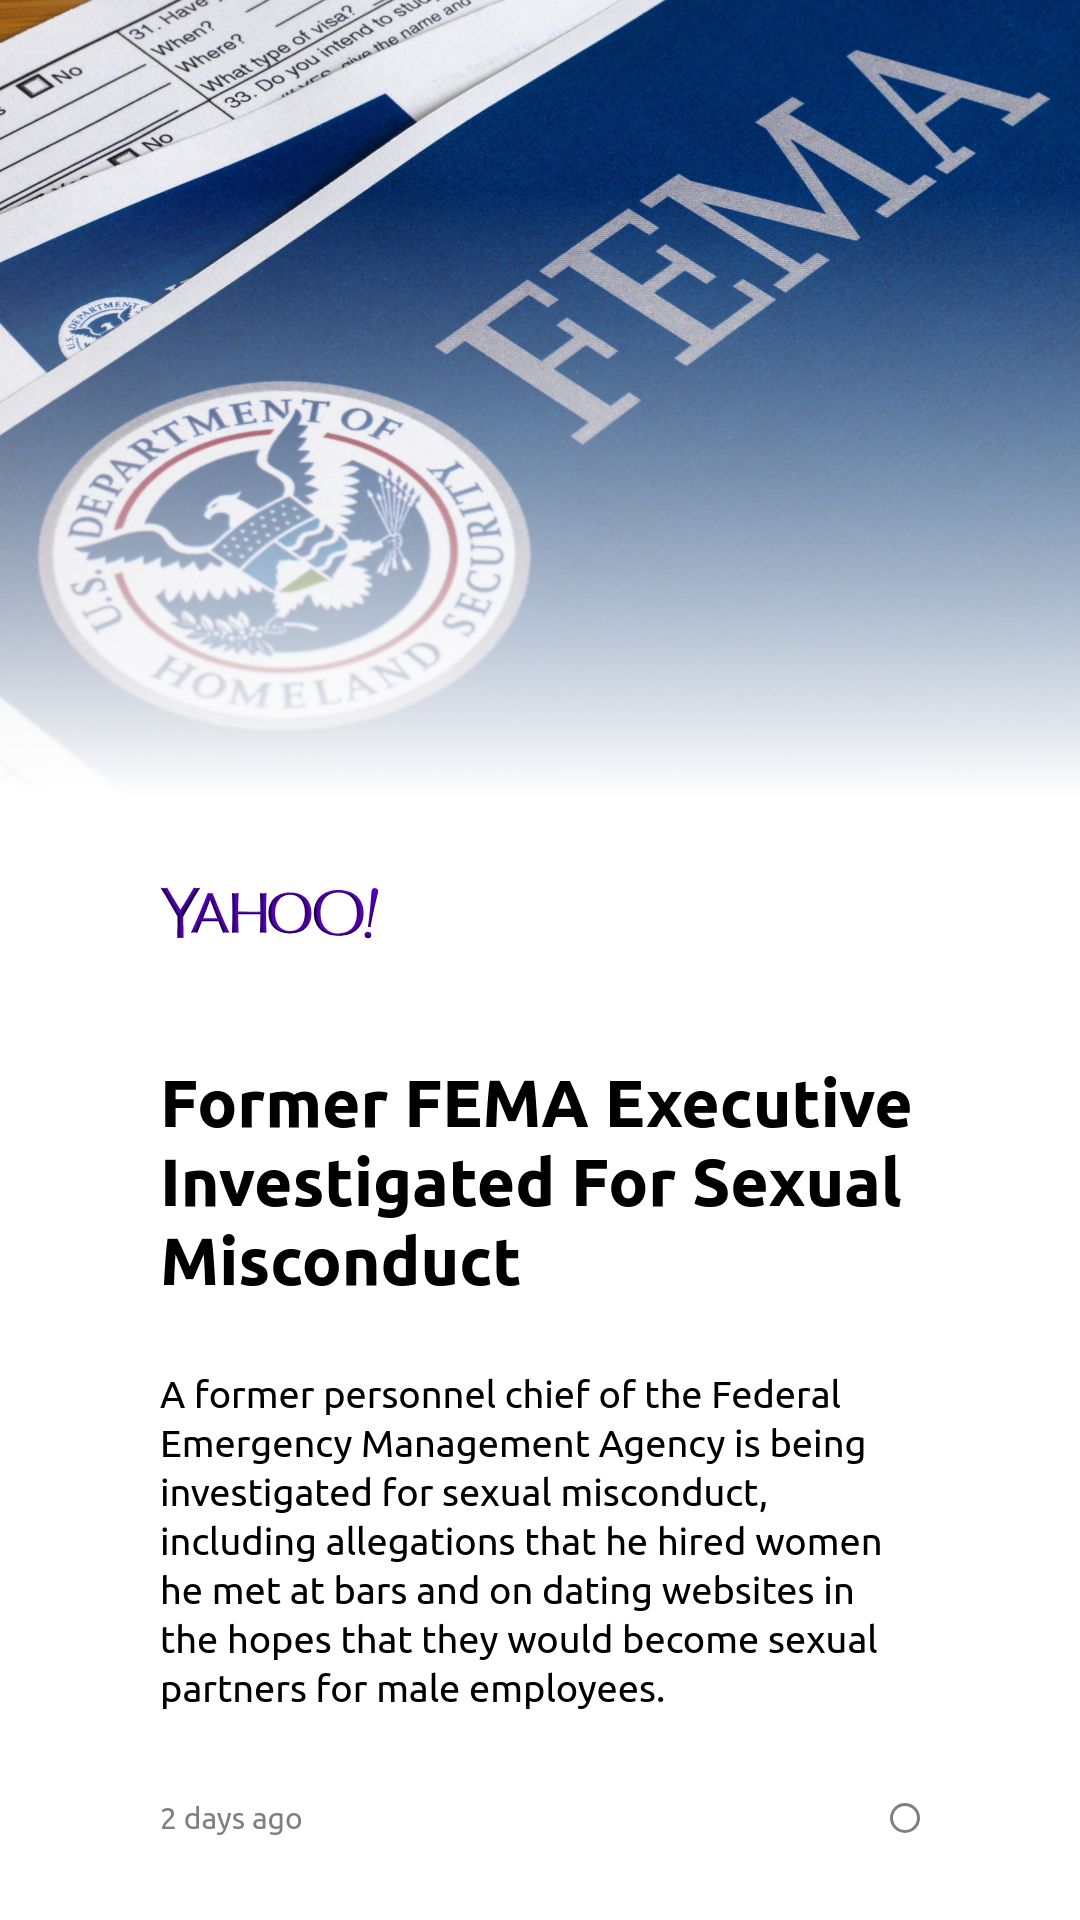 31. Have
When?
Where?
What type of visa?
33. Do you intend to
give the name and
No
No
FEMA
U.S. DEPARTMENT
U.S. DEPARTMENT OF
HOMELAND SECURITY
YAHOO!
Former FEMA Executive
Investigated For Sexual
Misconduct
A former personnel chief of the Federal
Emergency Management Agency is being
investigated for sexual misconduct,
including allegations that he hired women
he met at bars and on dating websites in
the hopes that they would become sexual
partners for male employees.
2 days ago